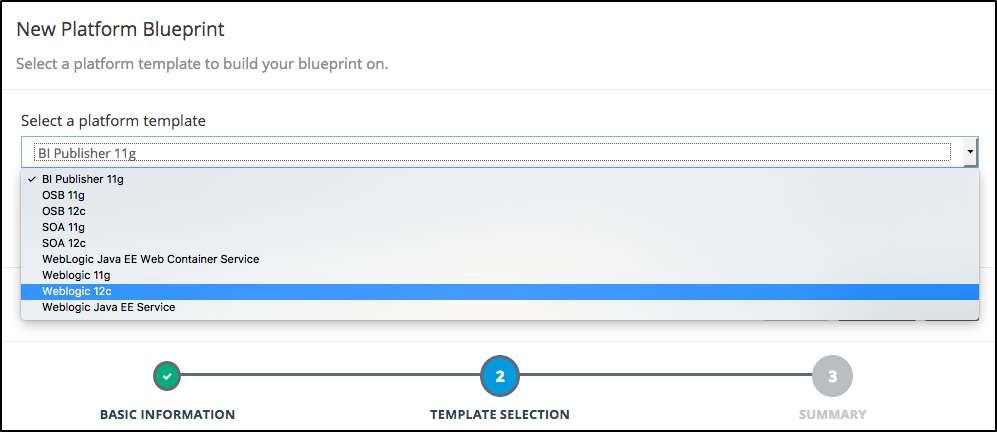 New Platform Blueprint
Select a platform template to build your blueprint on.
Select a platform template
BI Publisher 11g
✓ BI Publisher 11g
OSB 11g
OSB 12c
SOA 11g
SOA 12c
WebLogic Java EE Web Container Service
Weblogic 11g
Weblogic 12c
Weblogic Java EE Service
2
3
BASIC INFORMATION
TEMPLATE SELECTION
SUMMARY